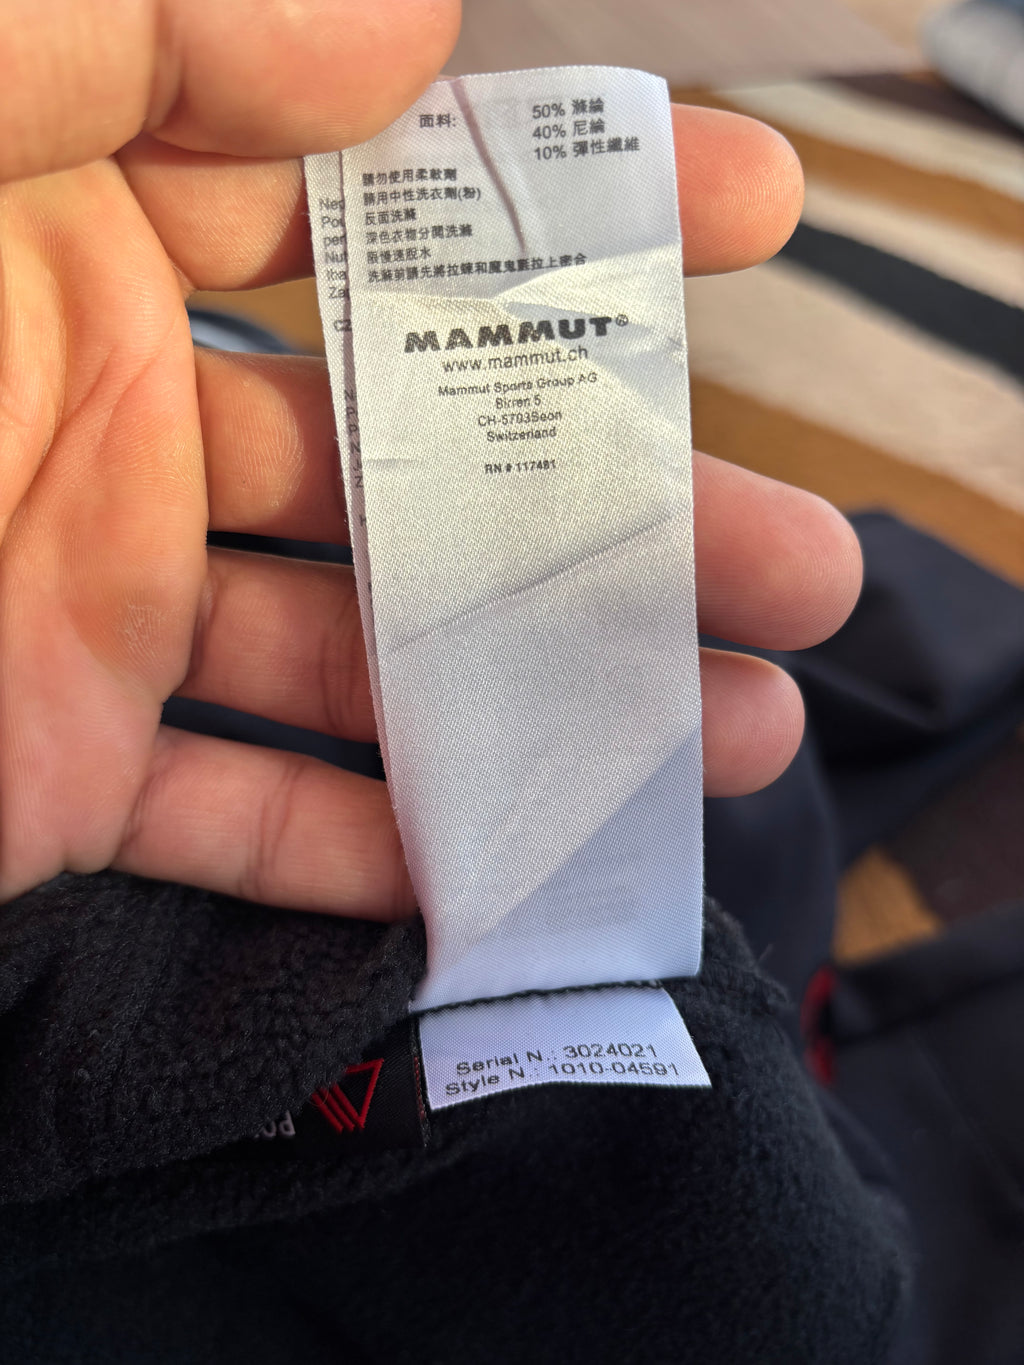 面料:
50% 滌綸
40% 尼綸
10% 彈性纖維
請勿使用柔軟劑
請用中性洗衣劑(粉)
反面洗滌
深色衣物分開洗滌
慢速脫水
洗滌前請先將拉鍊和魔鬼氈拉上密合
MAMMUT®
www.mammut.ch
Mammut Sports Group AG
Birren 5
CH-5703Seon
Switzerland
RN # 117481
Serial N.: 3024021
Style N.: 1010-04591